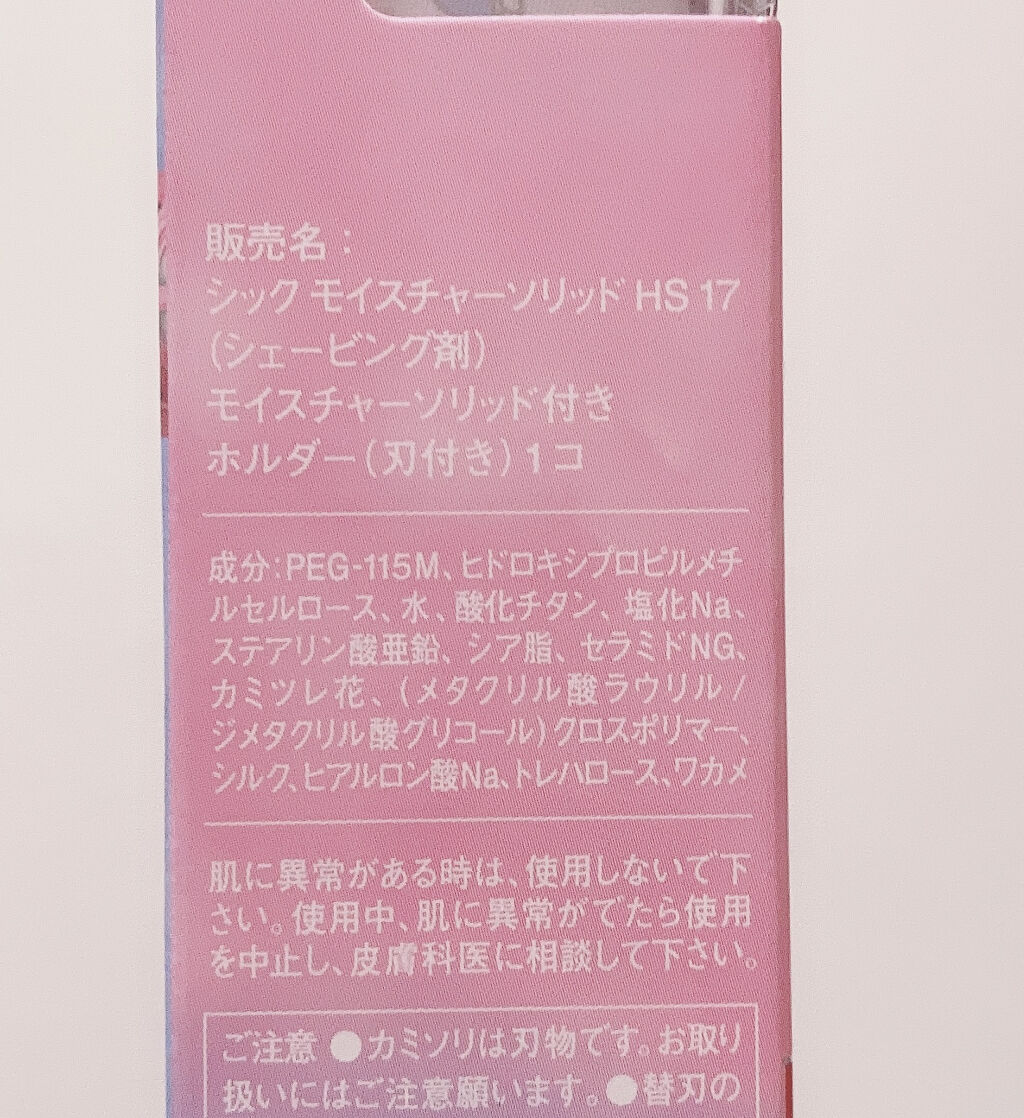 販売名：
シック モイスチャーソリッド HS 17
(シェービング剤)
モイスチャーソリッド付き
ホルダー(刃付き)1コ
成分:PEG-115M、ヒドロキシプロピルメチ
ルセルロース、水、酸化チタン、塩化Na、
ステアリン酸亜鉛、シア脂、セラミドNG、
カミツレ花、(メタクリル酸ラウリル/
ジメタクリル酸グリコール)クロスポリマー、
シルク、ヒアルロン酸Na、トレハロース、ワカメ
肌に異常がある時は、使用しないで下
さい。使用中、肌に異常がでたら使用
を中止し、皮膚科医に相談して下さい。
ご注意 ●カミソリは刃物です。お取り
扱いにはご注意願います。●替刃の